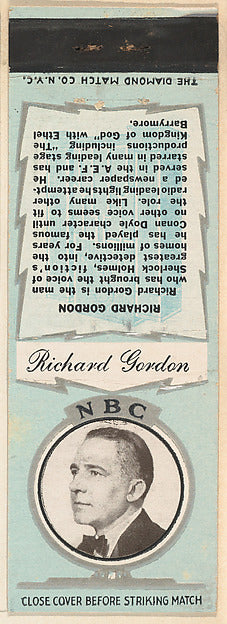 THE DIAMOND MATCH CO. N.Y.C.
RICHARD GORDON
Richard Gordon is the man
who has brought the voice of
Sherlock Holmes, fiction's
greatest detective, into the
homes of millions. For years
he has played the famous
Conan Doyle character until
no other voice seems to fit
the role. Like many other
radio leading lights he attempt-
ed a newspaper career. He
served in the A.E.F. and has
starred in many leading stage
productions including "The
Kingdom of God" with Ethel
Barrymore.
Richard Gordon
NBC
CLOSE COVER BEFORE STRIKING MATCH